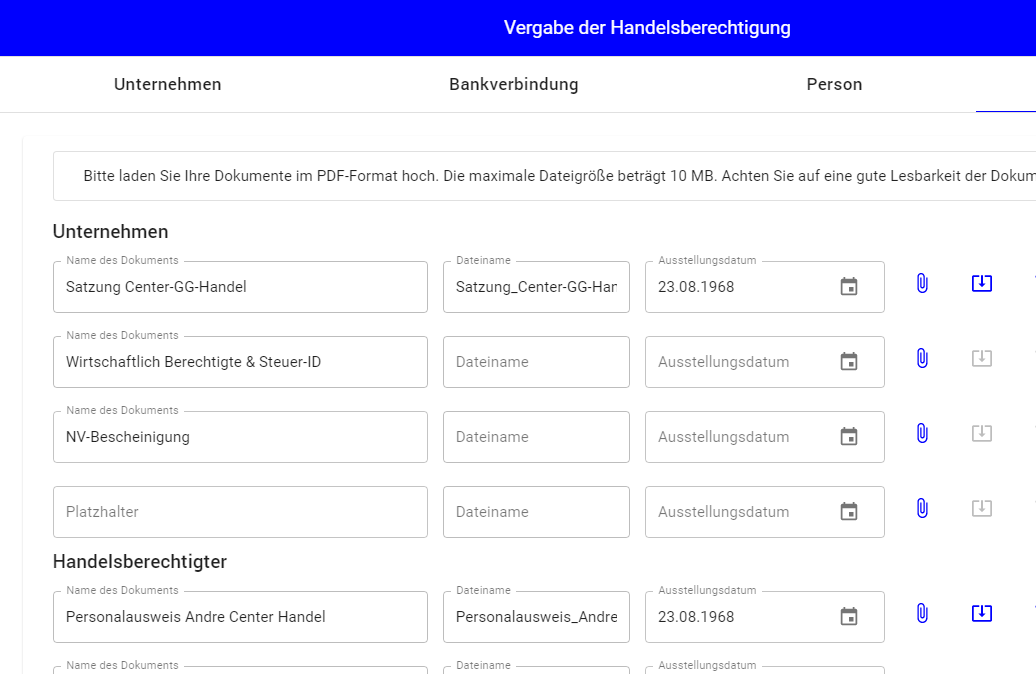 Vergabe der Handelsberechtigung
Unternehmen Bankverbindung Person
Bitte laden Sie Ihre Dokumente im PDF-Format hoch. Die maximale Dateigröße beträgt 10 MB. Achten Sie auf eine gute Lesbarkeit der Dokum
Unternehmen
Name des Dokuments Dateiname Ausstellungsdatum
Satzung Center-GG-Handel Satzung_Center-GG-Har 23.08.1968
Name des Dokuments
Wirtschaftlich Berechtigte & Steuer-ID Dateiname Ausstellungsdatum
Name des Dokuments
NV-Bescheinigung Dateiname Ausstellungsdatum
Platzhalter Dateiname Ausstellungsdatum
Handelsberechtigter
Name des Dokuments Dateiname Ausstellungsdatum
Personalausweis Andre Center Handel Personalausweis_Andre 23.08.1968
Name des Dokuments Dateiname Ausstellungsdatum